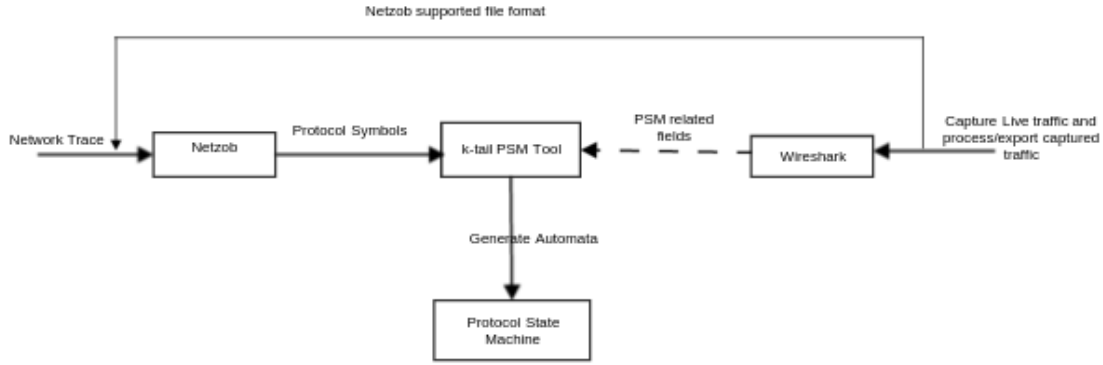 Netzob supported file fomat
Network Trace
Netzob
Protocol Symbols
k-tail PSM Tool
PSM related
fields
Wireshark
Capture Live traffic and
process/export captured
traffic
Generate Automata
Protocol State
Machine